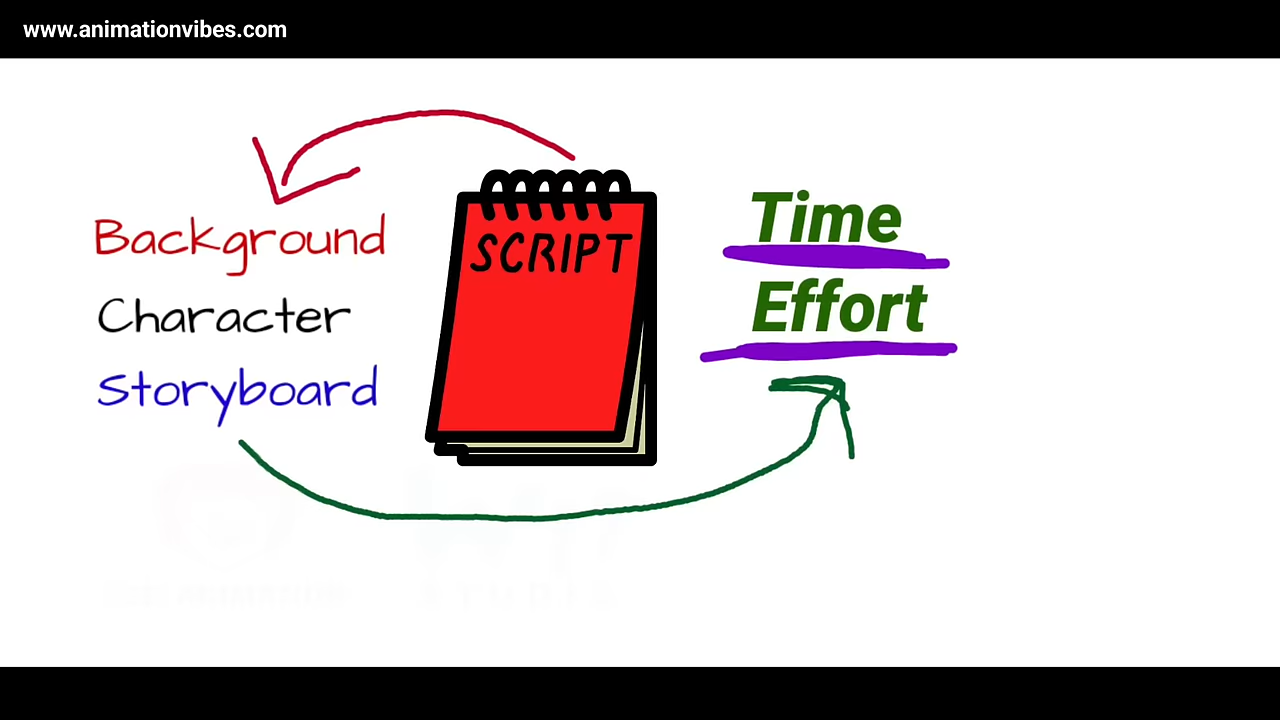 www.animationvibes.com
Background
Character
Storyboard
SCRIPT
Time
Effort